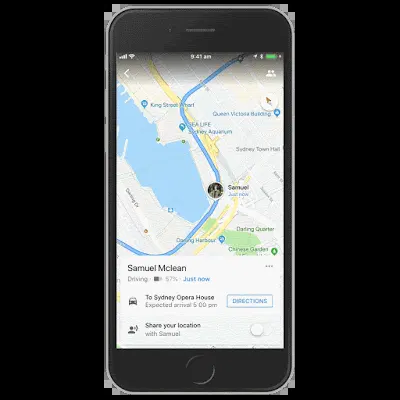 9:41 am
King Street Wharf
Queen Victoria Building
SEA LIFE
Sydney Aquarium
Sydney Town Hall
Samuel
Just now
Darling Dr
Darling Quarter
Darling Harbour
Chinese Garden
Samuel Mclean
Driving · 57% · Just now
To Sydney Opera House
Expected arrival 5:00 pm
DIRECTIONS
Share your location
with Samuel